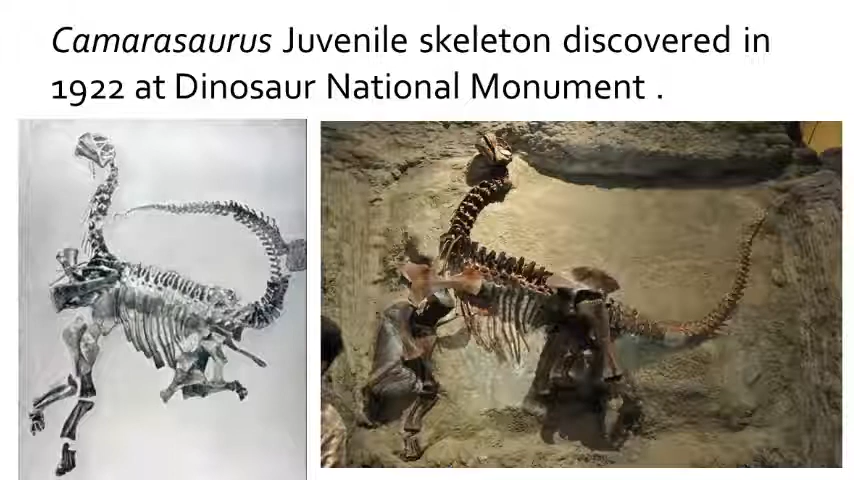 Camarasaurus Juvenile skeleton discovered in
1922 at Dinosaur National Monument .